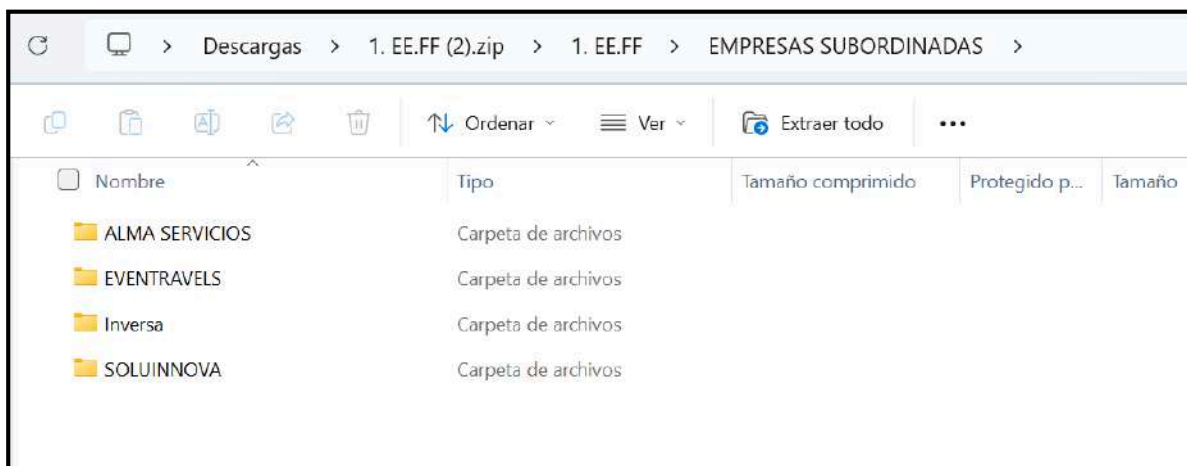 > Descargas > 1. EE.FF (2).zip > 1. EE.FF > EMPRESAS SUBORDINADAS >
Ordenar Ver Extraer todo •••
Nombre Tipo Tamaño comprimido Protegido p... Tamaño
ALMA SERVICIOS Carpeta de archivos
EVENTRAVELS Carpeta de archivos
Inversa Carpeta de archivos
SOLUINNOVA Carpeta de archivos